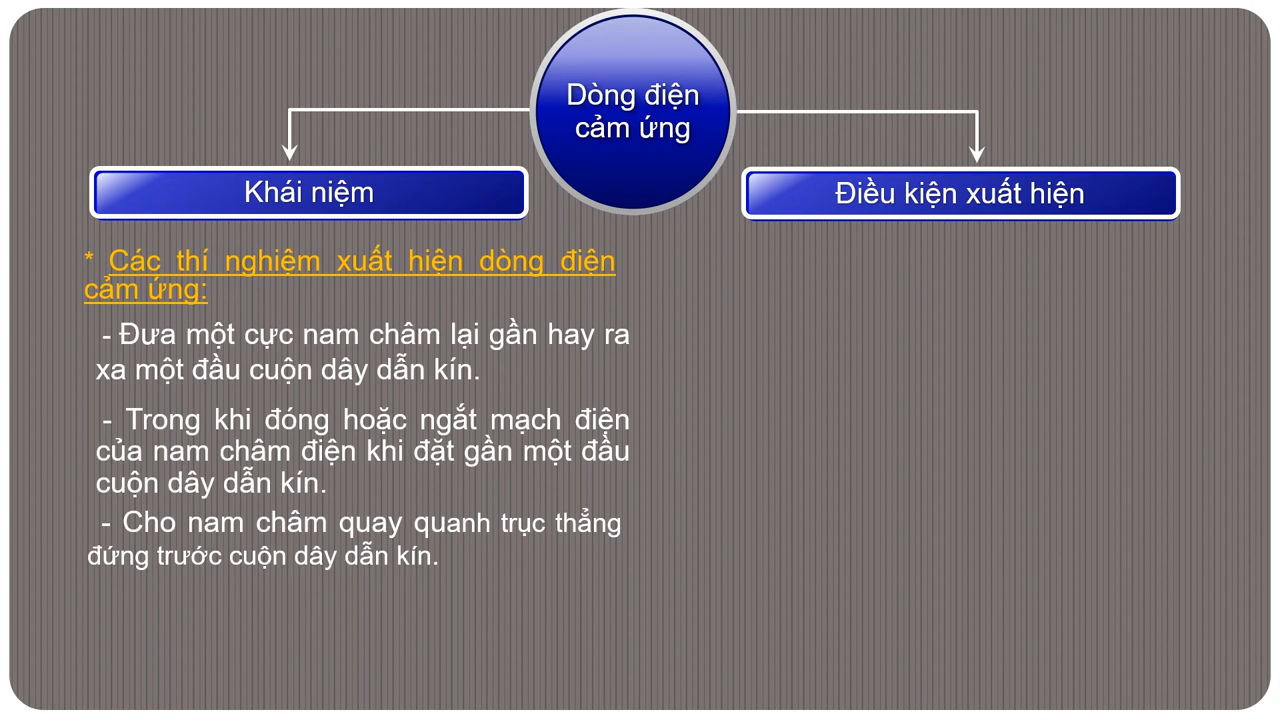 Dòng điện
cảm ứng
Khái niệm
Điều kiện xuất hiện
* Các thí nghiệm xuất hiện dòng điện
cảm ứng:
- Đưa một cực nam châm lại gần hay ra
xa một đầu cuộn dây dẫn kín.
- Trong khi đóng hoặc ngắt mạch điện
của nam châm điện khi đặt gần một đầu
cuộn dây dẫn kín.
- Cho nam châm quay quanh trục thẳng
đứng trước cuộn dây dẫn kín.